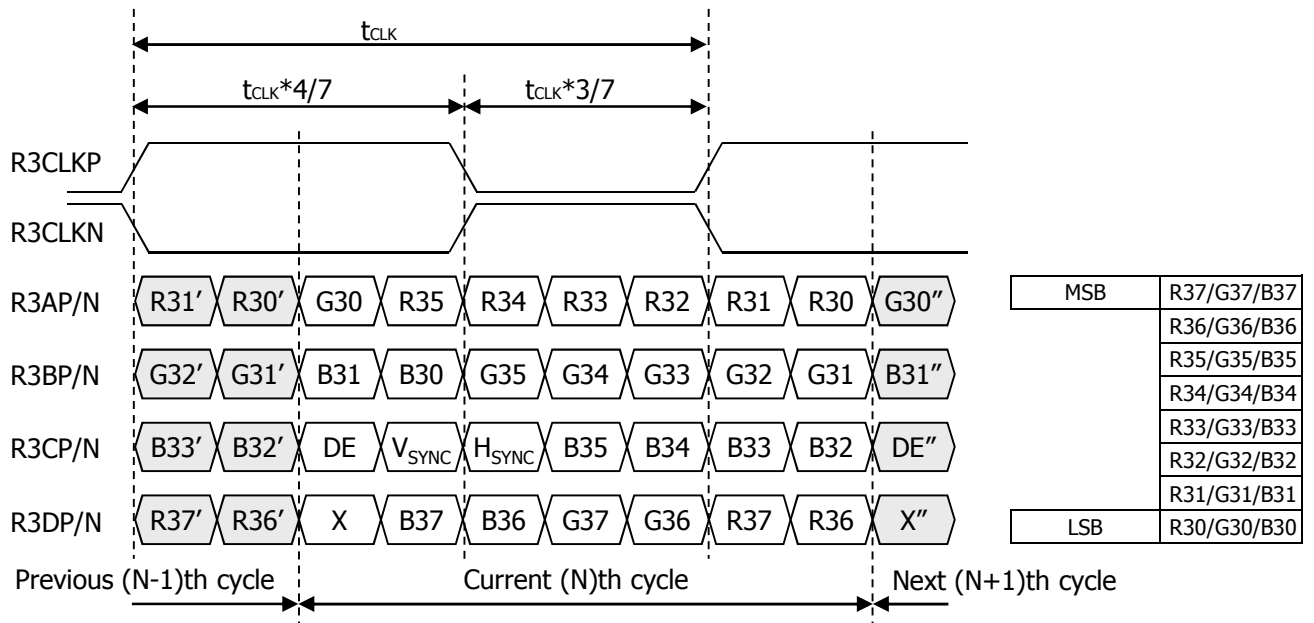 tCLK
tCLK*4/7 tCLK*3/7
R3CLKP
R3CLKN
R3AP/N R31’ R30’ G30 R35 R34 R33 R32 R31 R30 G30”
R3BP/N G32’ G31’ B31 B30 G35 G34 G33 G32 G31 B31”
R3CP/N B33’ B32’ DE VSYNC HSYNC B35 B34 B33 B32 DE”
R3DP/N R37’ R36’ X B37 B36 G37 G36 R37 R36 X”
Previous (N-1)th cycle Current (N)th cycle Next (N+1)th cycle
MSB R37/G37/B37
R36/G36/B36
R35/G35/B35
R34/G34/B34
R33/G33/B33
R32/G32/B32
R31/G31/B31
LSB R30/G30/B30